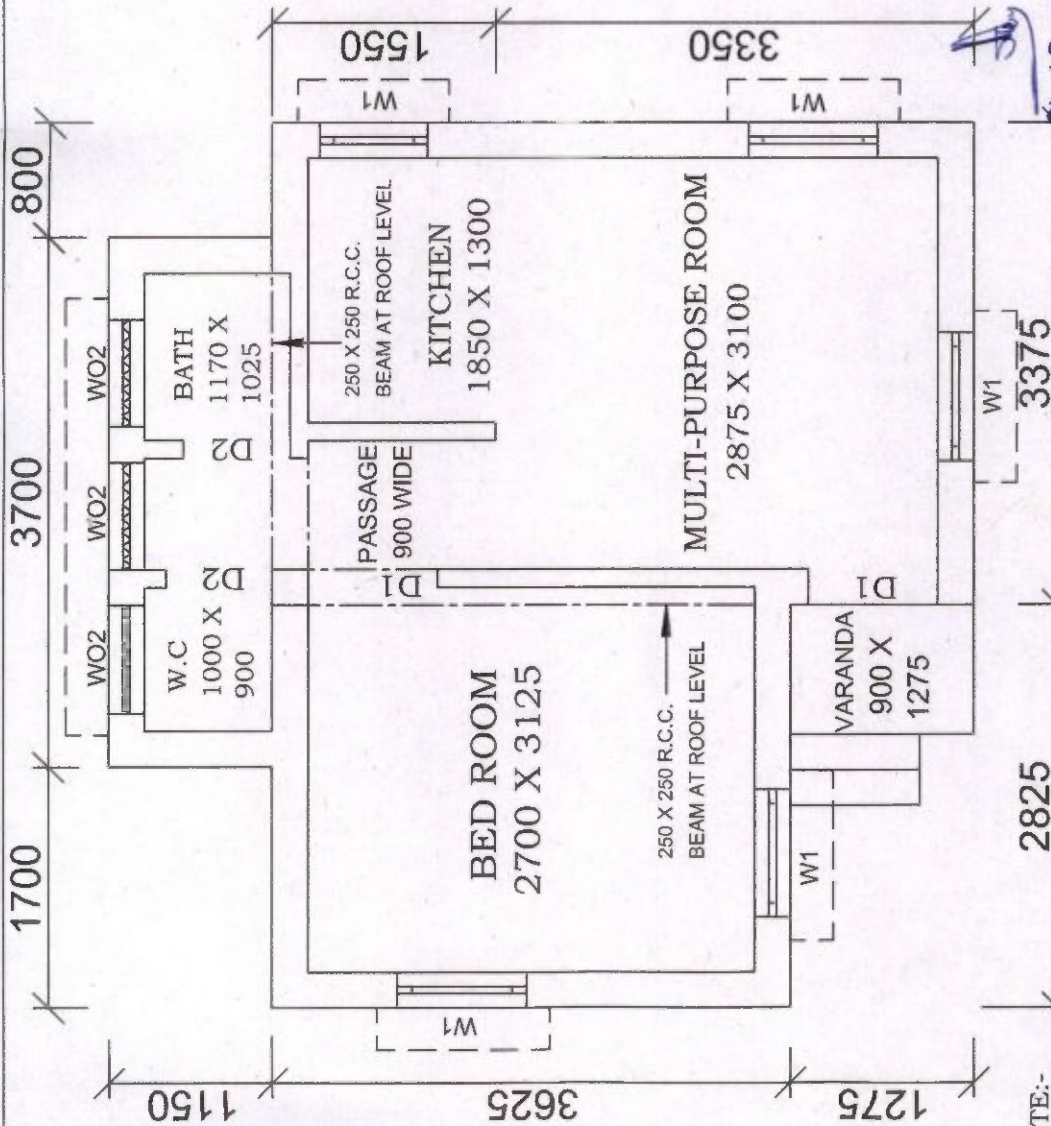 1700
3700
800
1150
3625
1275
1550
3350
2825
3375
WO2
WO2
WO2
W.C
1000 X
900
D2
D2
BATH
1170 X
1025
250 X 250 R.C.C.
BEAM AT ROOF LEVEL
KITCHEN
1850 X 1300
PASSAGE
900 WIDE
D1
W1
W1
BED ROOM
2700 X 3125
MULTI-PURPOSE ROOM
2875 X 3100
250 X 250 R.C.C.
BEAM AT ROOF LEVEL
VARANDA
900 X
1275
D1
W1
W1
W1
TE:-